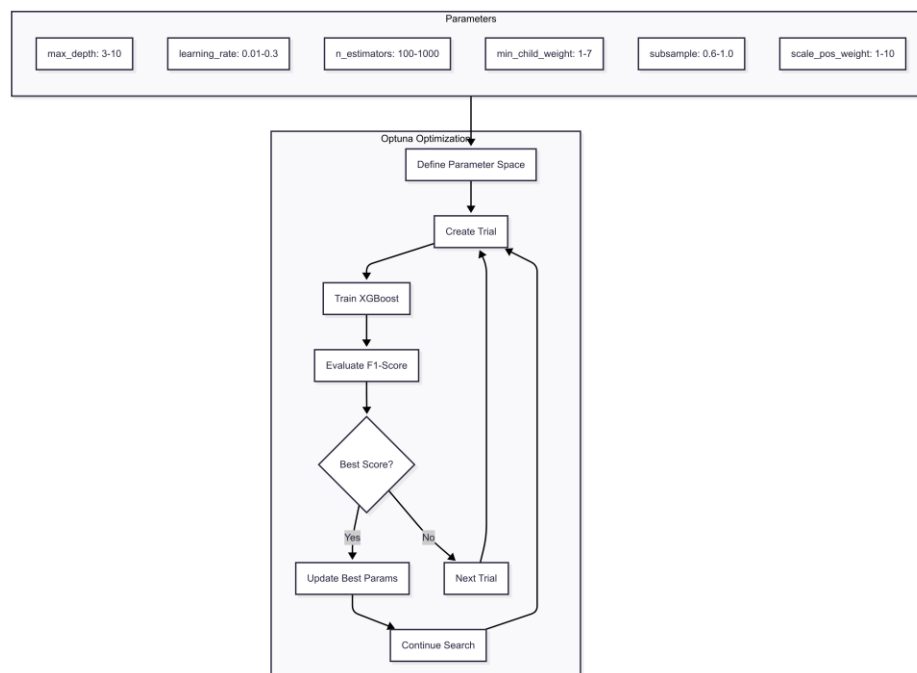 Parameters
max_depth: 3-10
learning_rate: 0.01-0.3
n_estimators: 100-1000
min_child_weight: 1-7
subsample: 0.6-1.0
scale_pos_weight: 1-10
Optuna Optimization
Define Parameter Space
Create Trial
Train XGBoost
Evaluate F1-Score
Best Score?
Yes
No
Update Best Params
Next Trial
Continue Search